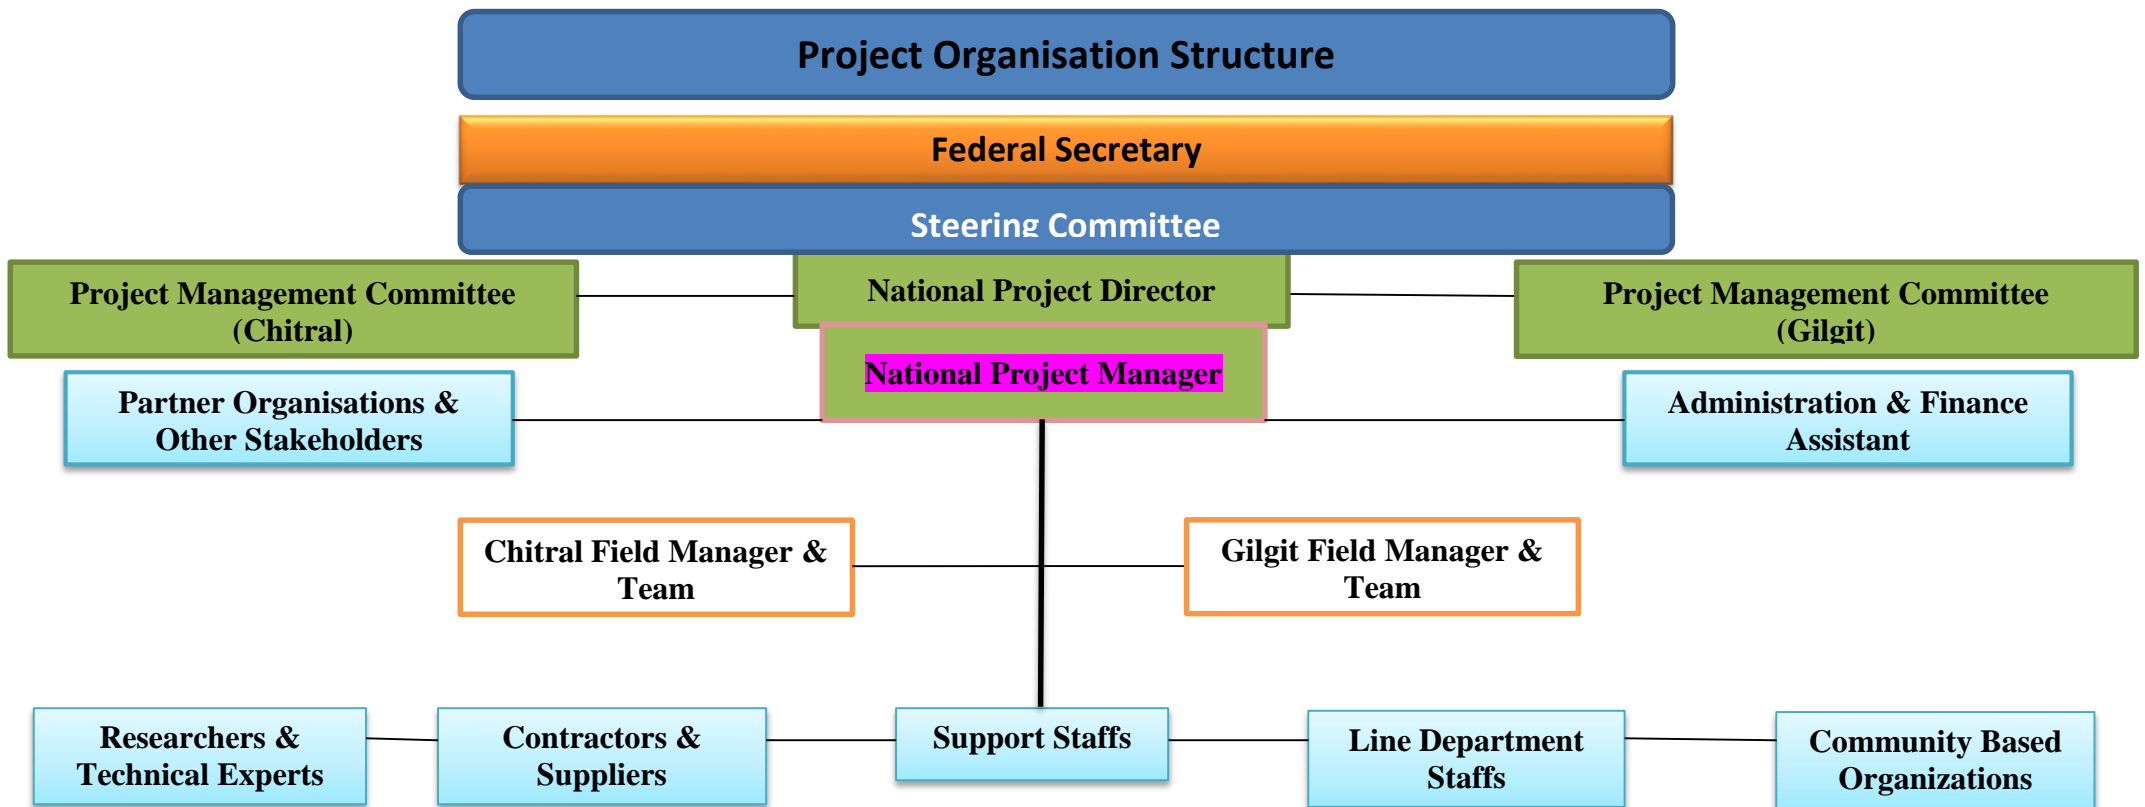 Project Organisation Structure
Federal Secretary
Steering Committee
Project Management Committee
(Chitral)
National Project Director
Project Management Committee
(Gilgit)
National Project Manager
Partner Organisations &
Other Stakeholders
Administration & Finance
Assistant
Chitral Field Manager &
Team
Gilgit Field Manager &
Team
Researchers &
Technical Experts
Contractors &
Suppliers
Support Staffs
Line Department
Staffs
Community Based
Organizations